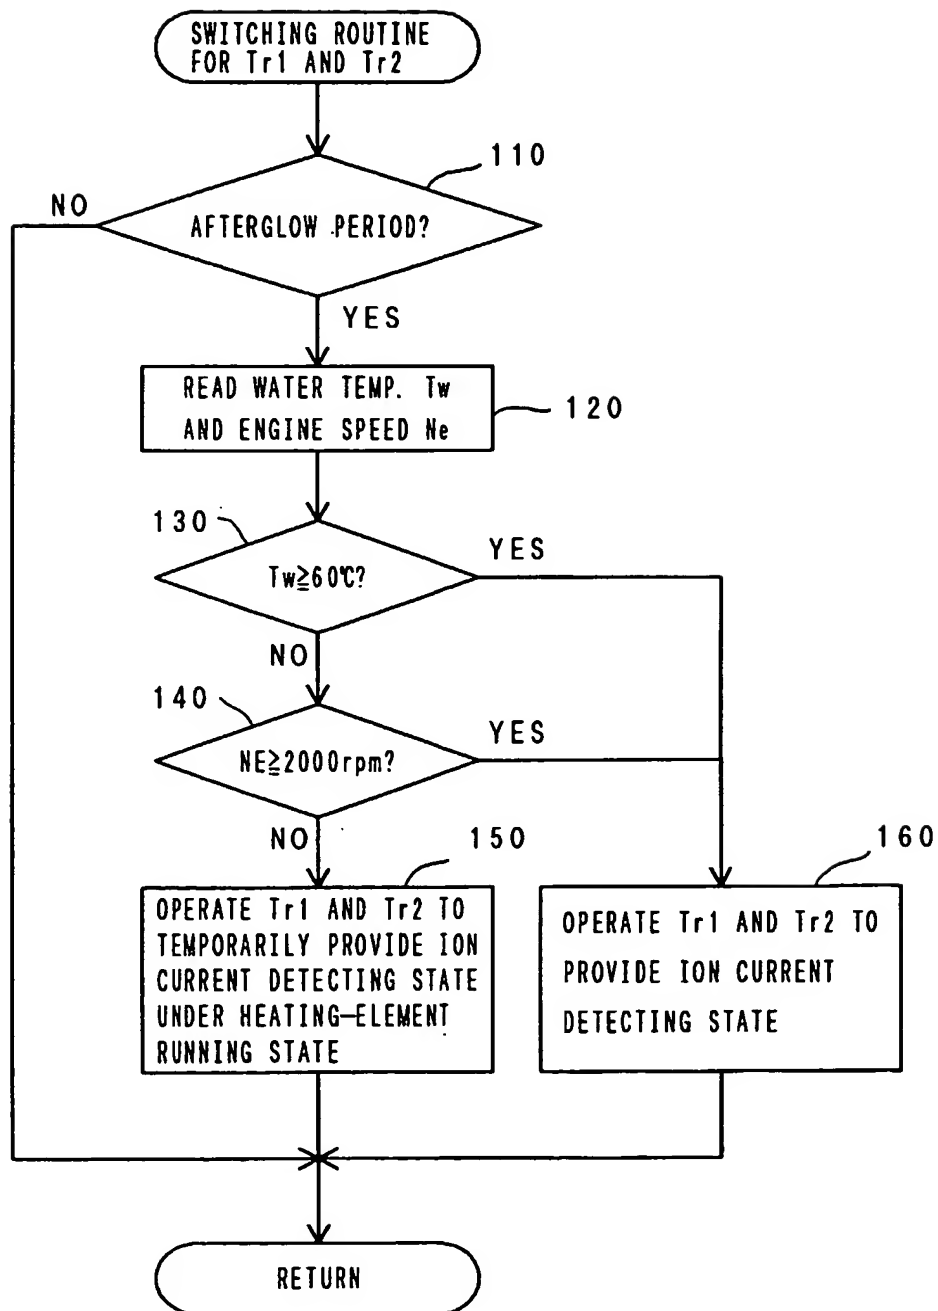 SWITCHING ROUTINE
FOR Tr1 AND Tr2
110
NO
AFTERGLOW PERIOD?
YES
READ WATER TEMP. Tw
AND ENGINE SPEED Ne
120
130
YES
Tw≧60℃?
NO
140
YES
NE≧2000rpm?
NO
150
160
OPERATE Tr1 AND Tr2 TO
TEMPORARILY PROVIDE ION
CURRENT DETECTING STATE
UNDER HEATING-ELEMENT
RUNNING STATE
OPERATE Tr1 AND Tr2 TO
PROVIDE ION CURRENT
DETECTING STATE
RETURN